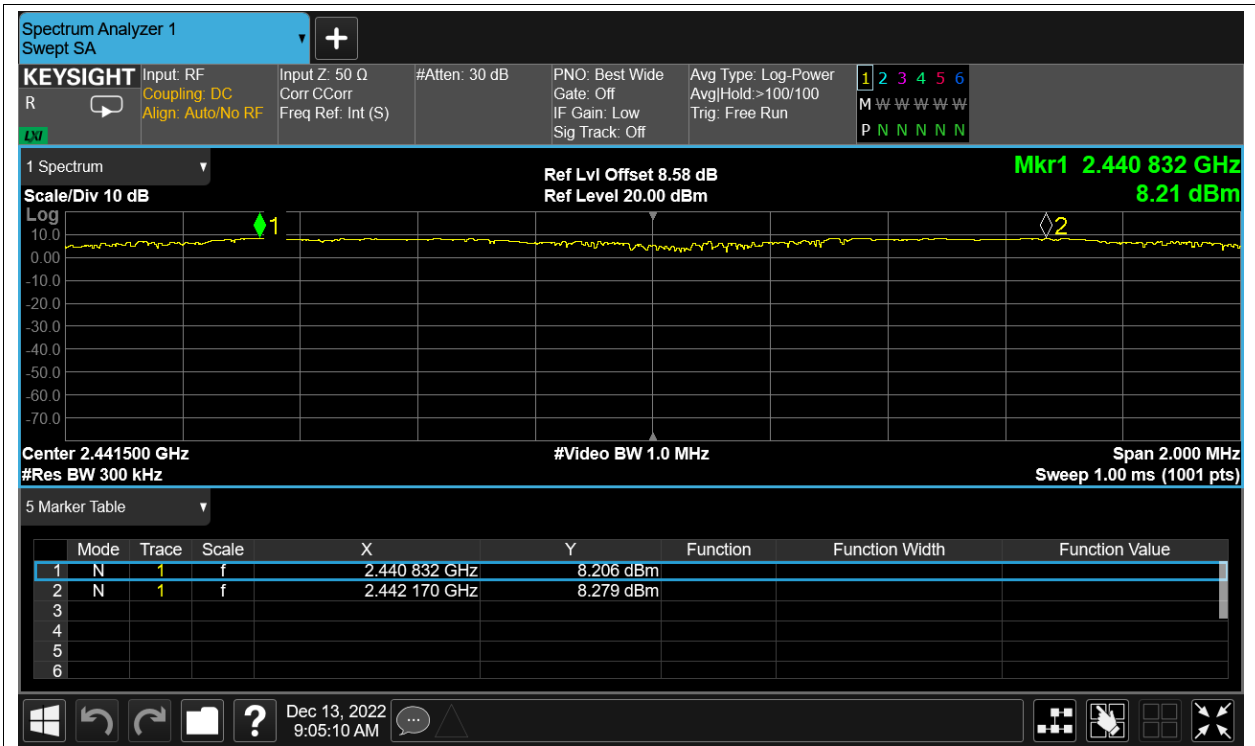 Spectrum Analyzer 1
Swept SA
+
KEYSIGHT
R
LXI
Input: RF
Coupling: DC
Align: Auto/No RF
Input Z: 50 Ω
Corr CCorr
Freq Ref: Int (S)
#Atten: 30 dB
PNO: Best Wide
Gate: Off
IF Gain: Low
Sig Track: Off
Avg Type: Log-Power
Avg|Hold:>100/100
Trig: Free Run
1 2 3 4 5 6
M W W W W W
P N N N N N
1 Spectrum
Scale/Div 10 dB
Ref Lvl Offset 8.58 dB
Ref Level 20.00 dBm
Mkr1 2.440 832 GHz
8.21 dBm
Log
10.0
0.00
-10.0
-20.0
-30.0
-40.0
-50.0
-60.0
-70.0
1
2
Center 2.441500 GHz
#Res BW 300 kHz
#Video BW 1.0 MHz
Span 2.000 MHz
Sweep 1.00 ms (1001 pts)
5 Marker Table
Mode Trace Scale X Y Function Function Width Function Value
1 N 1 f 2.440 832 GHz 8.206 dBm
2 N 1 f 2.442 170 GHz 8.279 dBm
3
4
5
6
?
Dec 13, 2022
9:05:10 AM